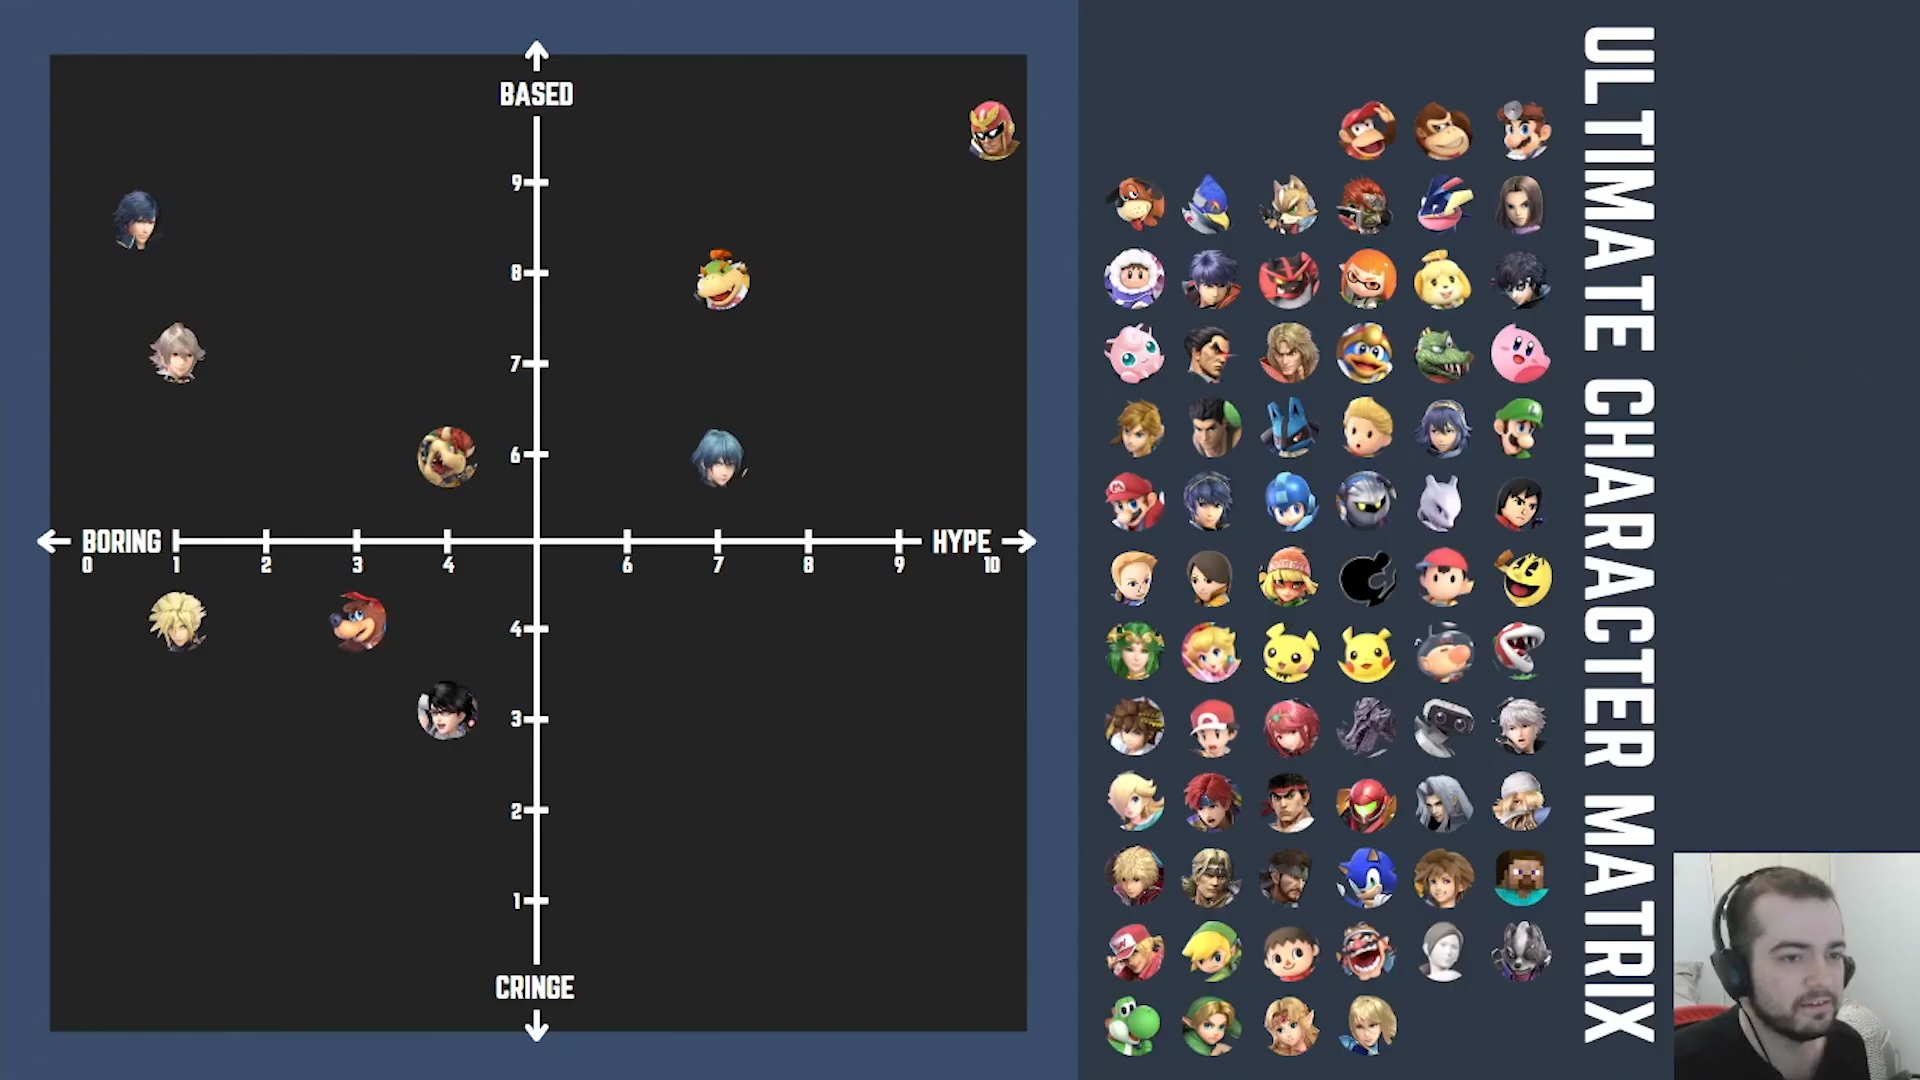 BASED
9
8
7
6
BORING
HYPE
0 1 2 3 4 6 7 8 9 10
4
3
2
1
CRINGE
ULTIMATE CHARACTER MATRIX